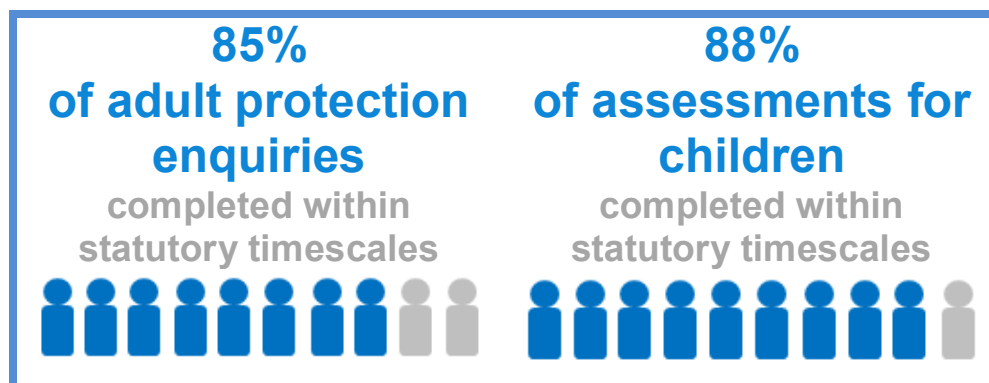 85%
of adult protection
enquiries
completed within
statutory timescales
88%
of assessments for
children
completed within
statutory timescales